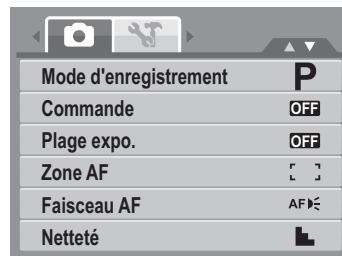 Mode d'enregistrement P
Commande OFF
Plage expo. OFF
Zone AF
Faisceau AF AF
Netteté